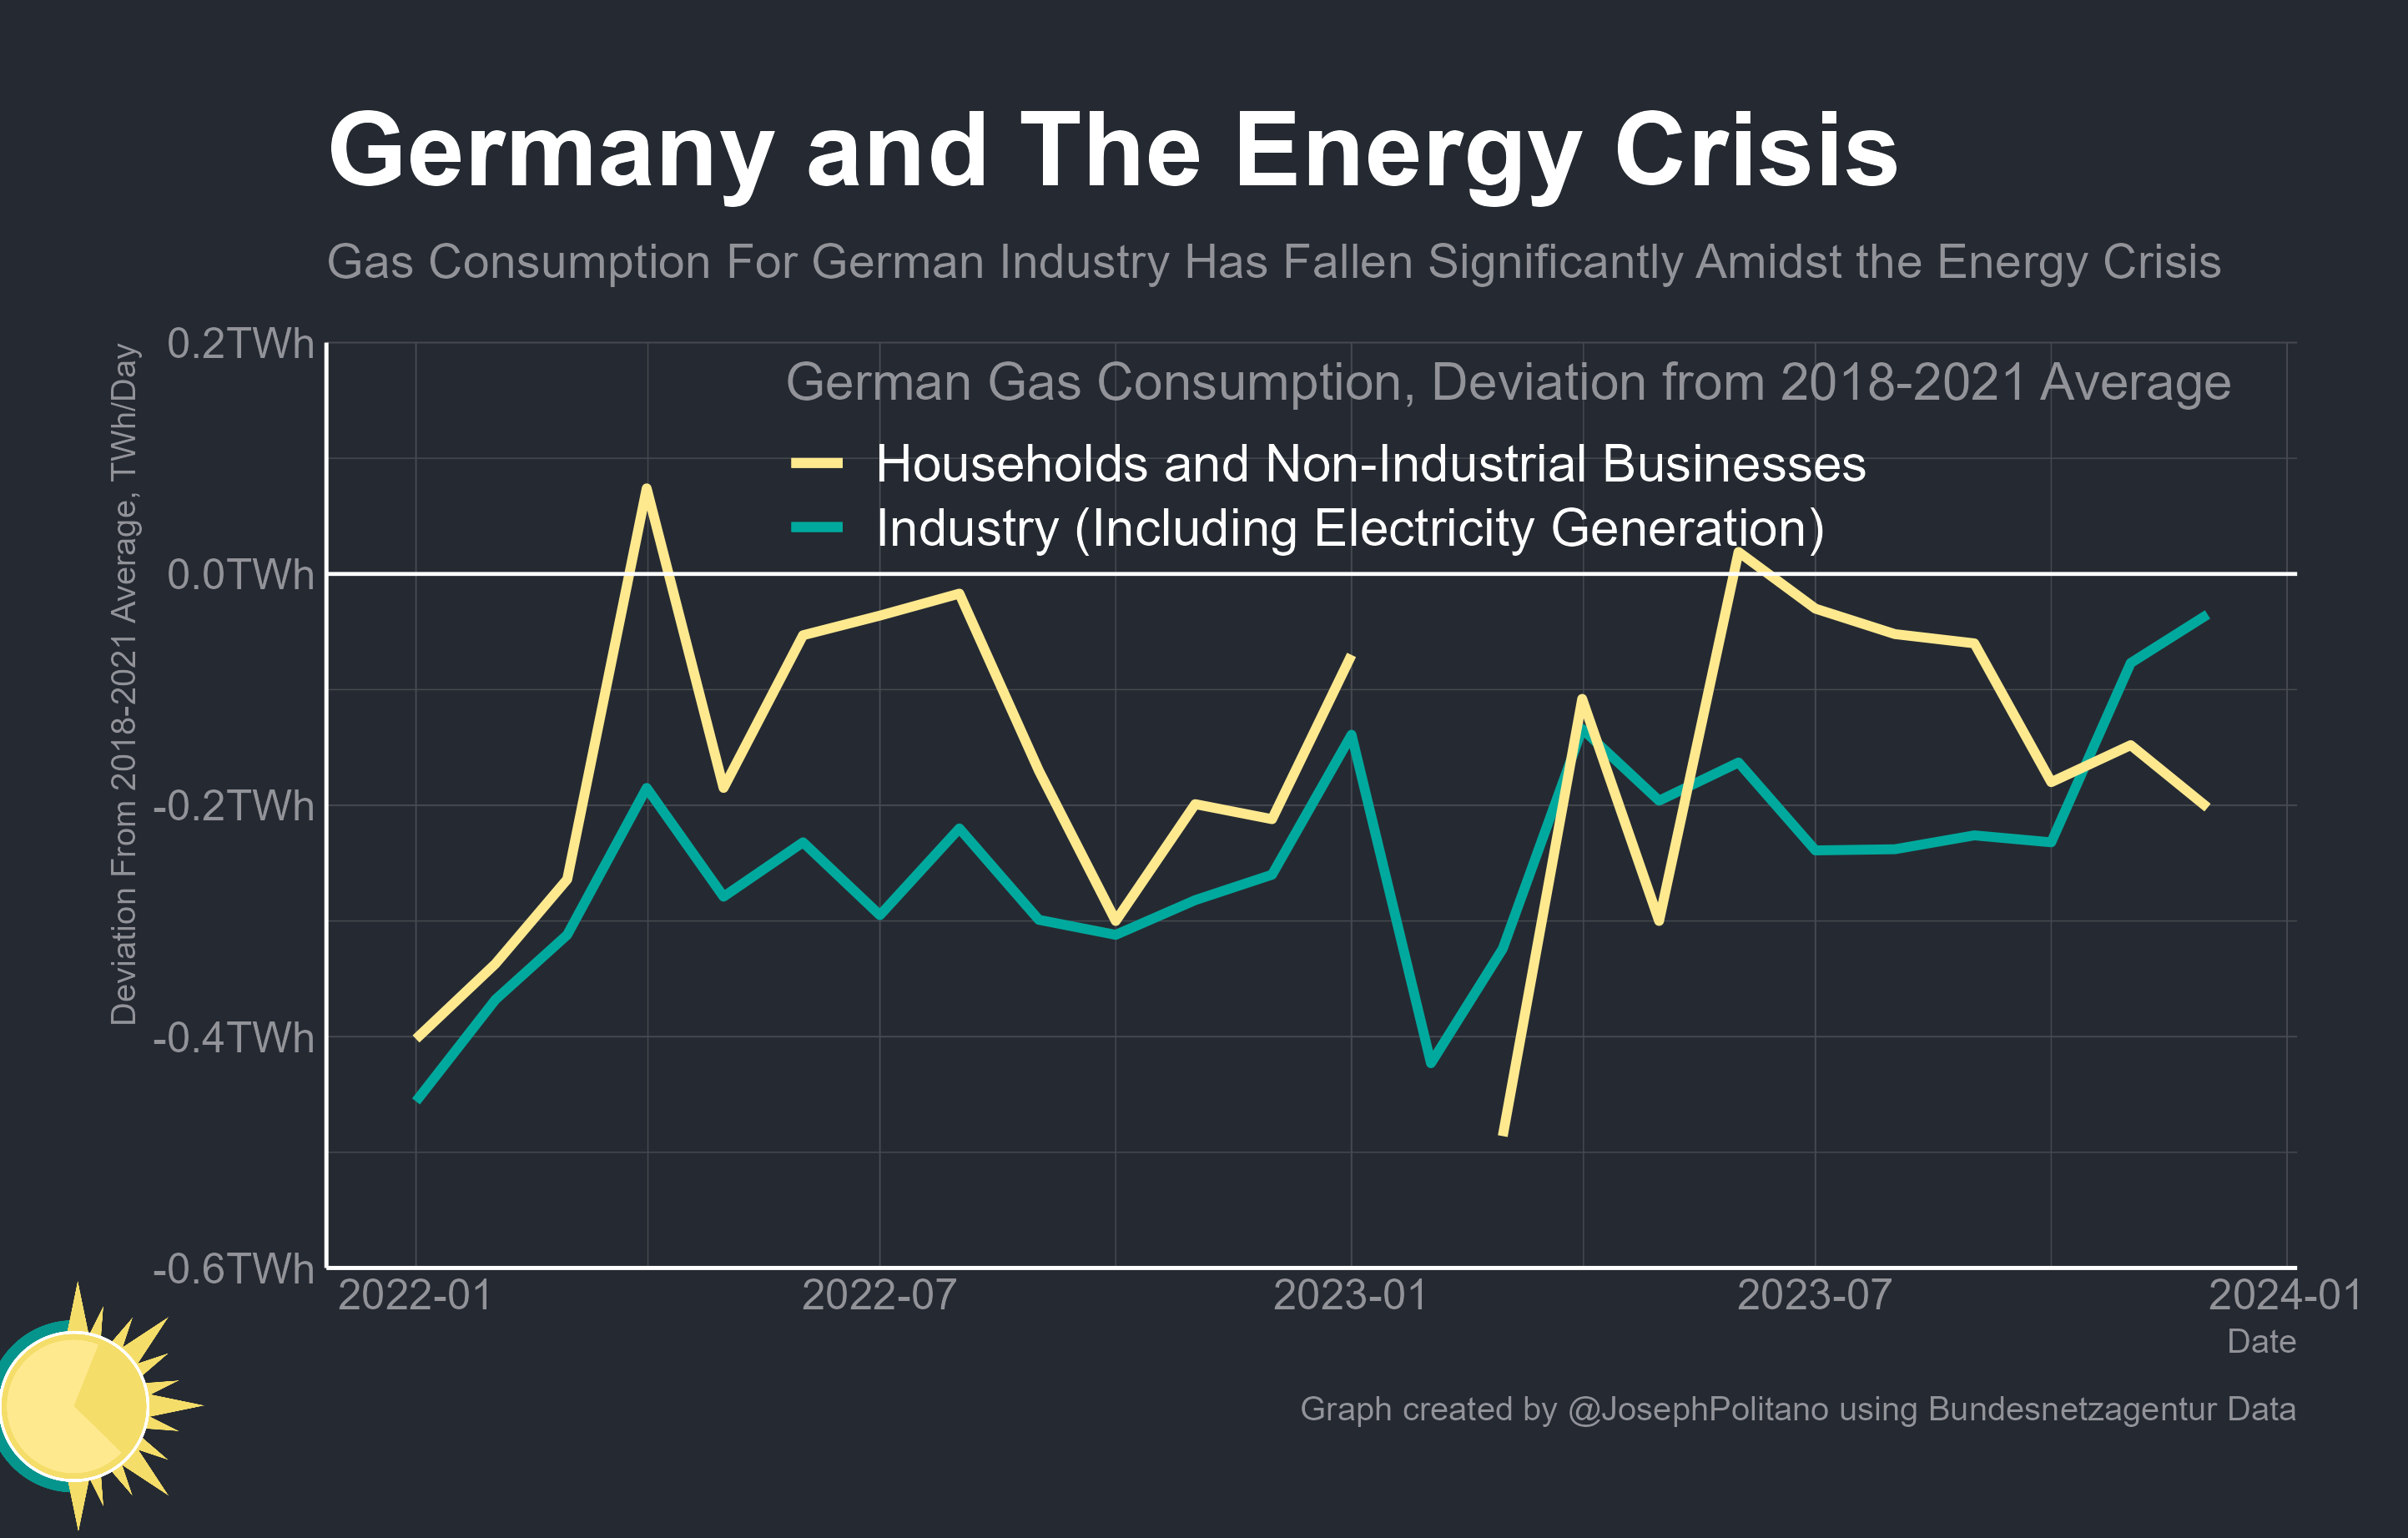 Germany and The Energy Crisis
Gas Consumption For German Industry Has Fallen Significantly Amidst the Energy Crisis
Deviation From 2018-2021 Average, TWh/Day
0.2TWh
0.0TWh
-0.2TWh
-0.4TWh
-0.6TWh
German Gas Consumption, Deviation from 2018-2021 Average
Households and Non-Industrial Businesses
Industry (Including Electricity Generation)
2022-01
2022-07
2023-01
2023-07
2024-01
Date
Graph created by @JosephPolitano using Bundesnetzagentur Data